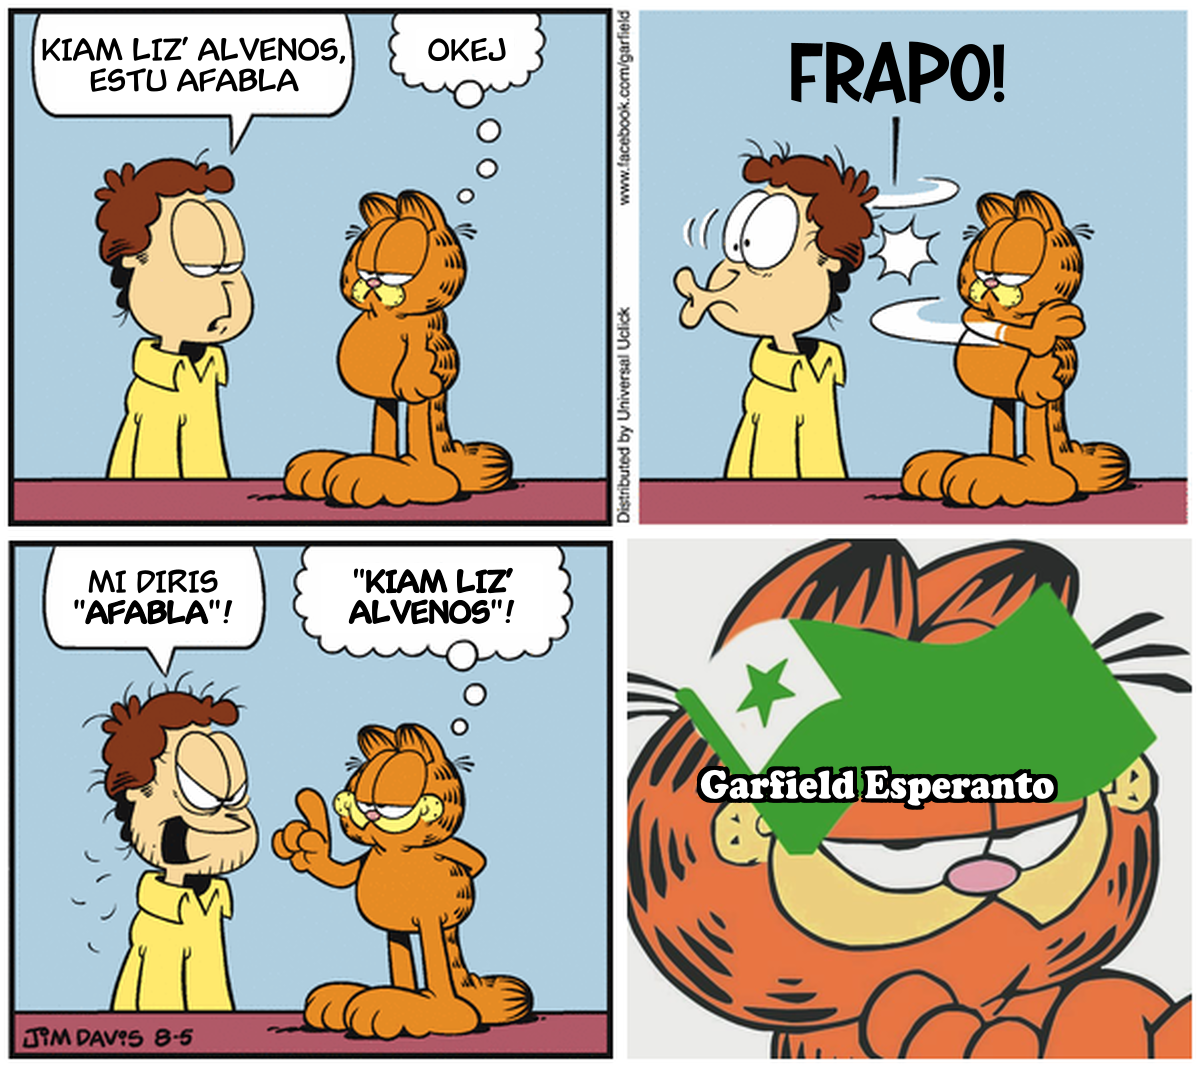 KIAM LIZ' ALVENOS,
ESTU AFABLA
OKEJ
www.facebook.com/garfield
Distributed by Universal Uclick
FRAPO!
MI DIRIS
"AFABLA"!
"KIAM LIZ'
ALVENOS"!
JIM DAVIS 8-5
Garfield Esperanto